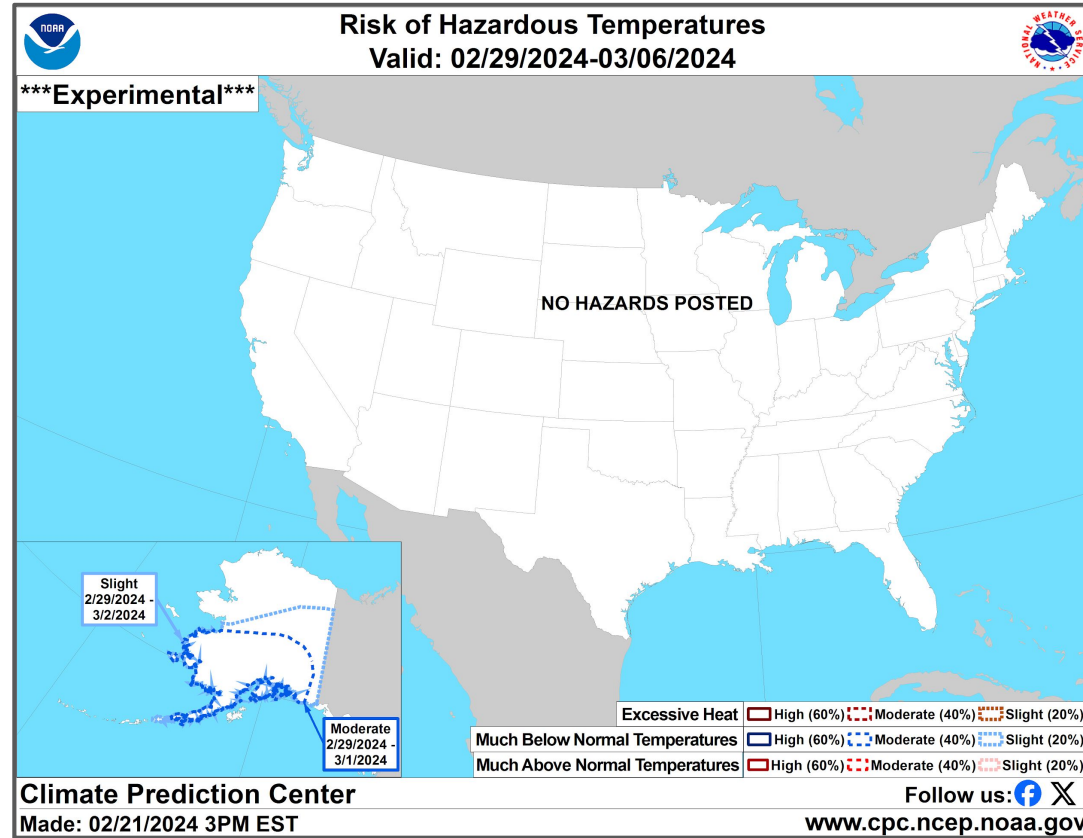 NOAA
Risk of Hazardous Temperatures
Valid: 02/29/2024-03/06/2024
NATIONAL WEATHER SERVICE
***Experimental***
NO HAZARDS POSTED
Slight
2/29/2024 -
3/2/2024
Moderate
2/29/2024 -
3/1/2024
Excessive Heat High (60%) Moderate (40%) Slight (20%)
Much Below Normal Temperatures High (60%) Moderate (40%) Slight (20%)
Much Above Normal Temperatures High (60%) Moderate (40%) Slight (20%)
Climate Prediction Center
Follow us:
Made: 02/21/2024 3PM EST
www.cpc.ncep.noaa.gov